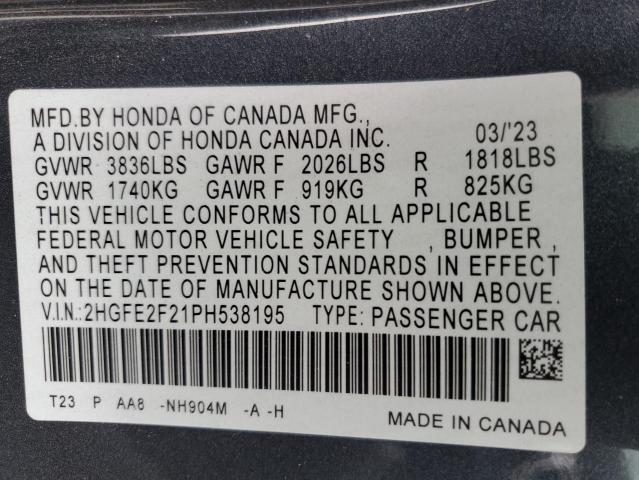 MFD.BY HONDA OF CANADA MFG.,
A DIVISION OF HONDA CANADA INC. 03/'23
GVWR 3836LBS GAWR F 2026LBS R 1818LBS
GVWR 1740KG GAWR F 919KG R 825KG
THIS VEHICLE CONFORMS TO ALL APPLICABLE
FEDERAL MOTOR VEHICLE SAFETY , BUMPER ,
AND THEFT PREVENTION STANDARDS IN EFFECT
ON THE DATE OF MANUFACTURE SHOWN ABOVE.
V.I.N.:2HGFE2F21PH538195 TYPE: PASSENGER CAR
T23 P AA8 -NH904M -A -H
MADE IN CANADA